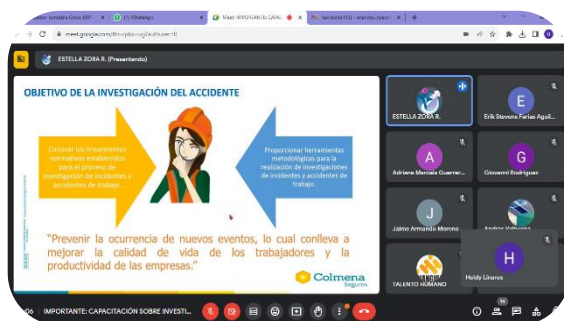 (1) WhatsApp
Meet: IMPORTANTE: CAPAC
ESTELLA ZORA R. (Presentando)
OBJETIVO DE LA INVESTIGACIÓN DEL ACCIDENTE
Conocer los lineamientos
normativos establecidos
para el proceso de
investigación de incidentes y
accidentes de trabajo.
Proporcionar herramientas
metodológicas para la
realización de investigaciones
de incidentes y accidentes de
trabajo.
"Prevenir la ocurrencia de nuevos eventos, lo cual conlleva a
mejorar la calidad de vida de los trabajadores y la
productividad de las empresas."
Colmena
Seguros
ESTELLA ZORA R.
E
Erik Stevens Farias Aguil...
A
Adriana Marcela Guerrer...
G
Giovanni Rodriguez
J
Jaime Armando Moreno
H
Heidy Linares
TALENTO HUMANO
14
IMPORTANTE: CAPACITACIÓN SOBRE INVESTI...